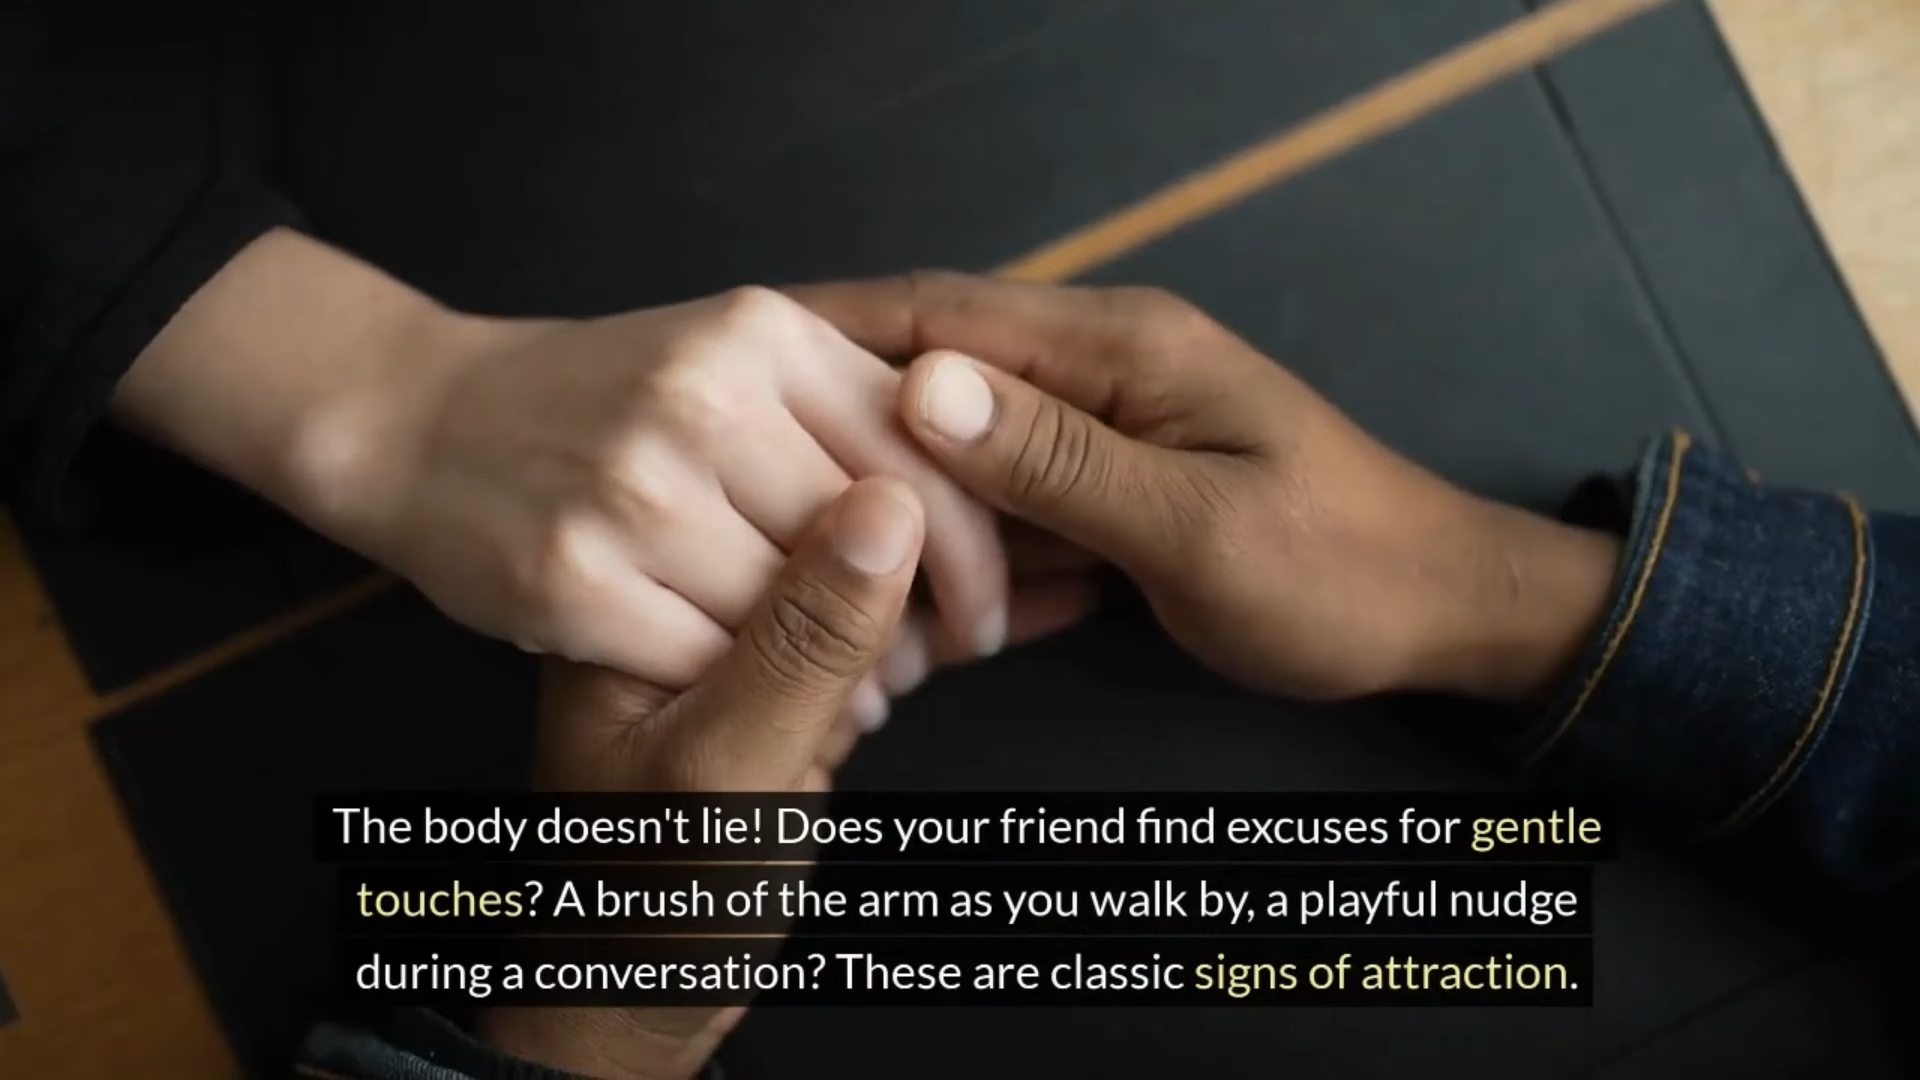 The body doesn't lie! Does your friend find excuses for gentle
touches? A brush of the arm as you walk by, a playful nudge
during a conversation? These are classic signs of attraction.